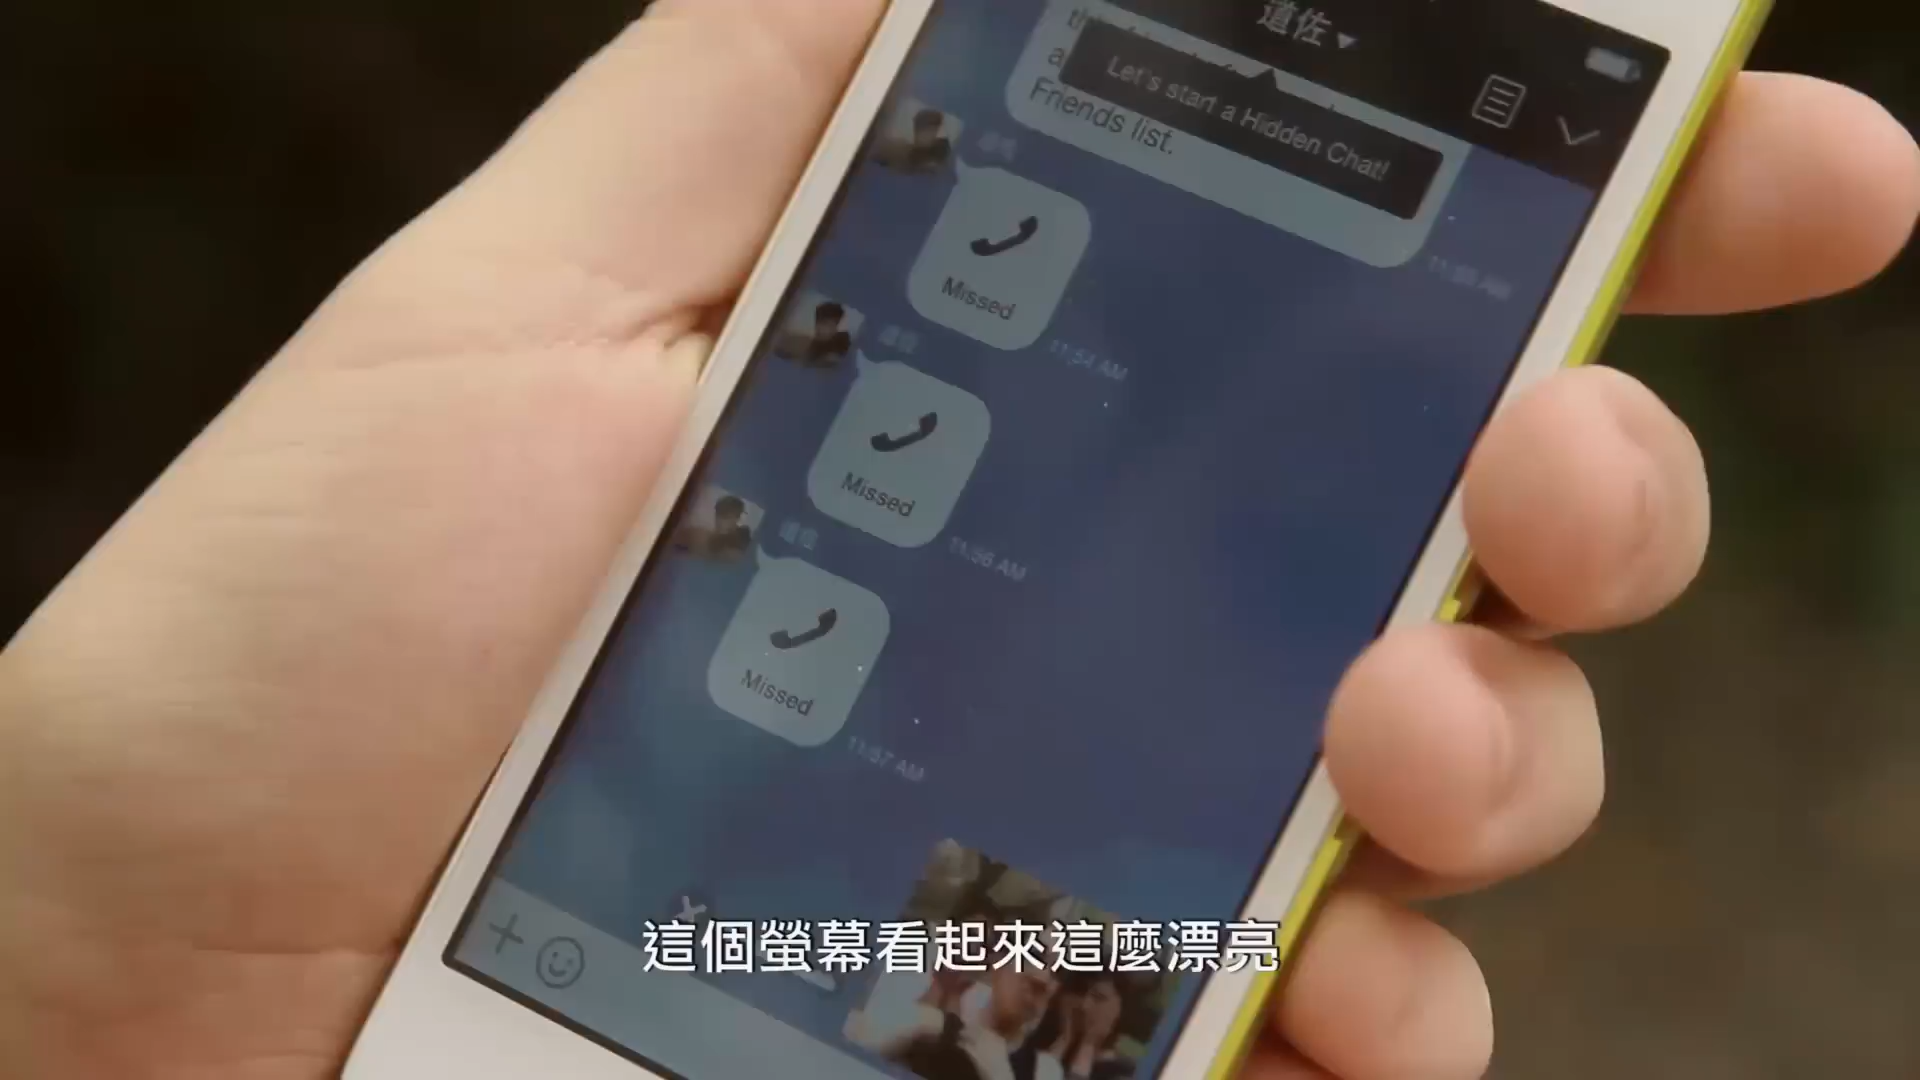 道佐
Let's start a Hidden Chat!
Friends list.
Missed
11:54 AM
Missed
11:56 AM
Missed
11:57 AM
這個螢幕看起來這麼漂亮